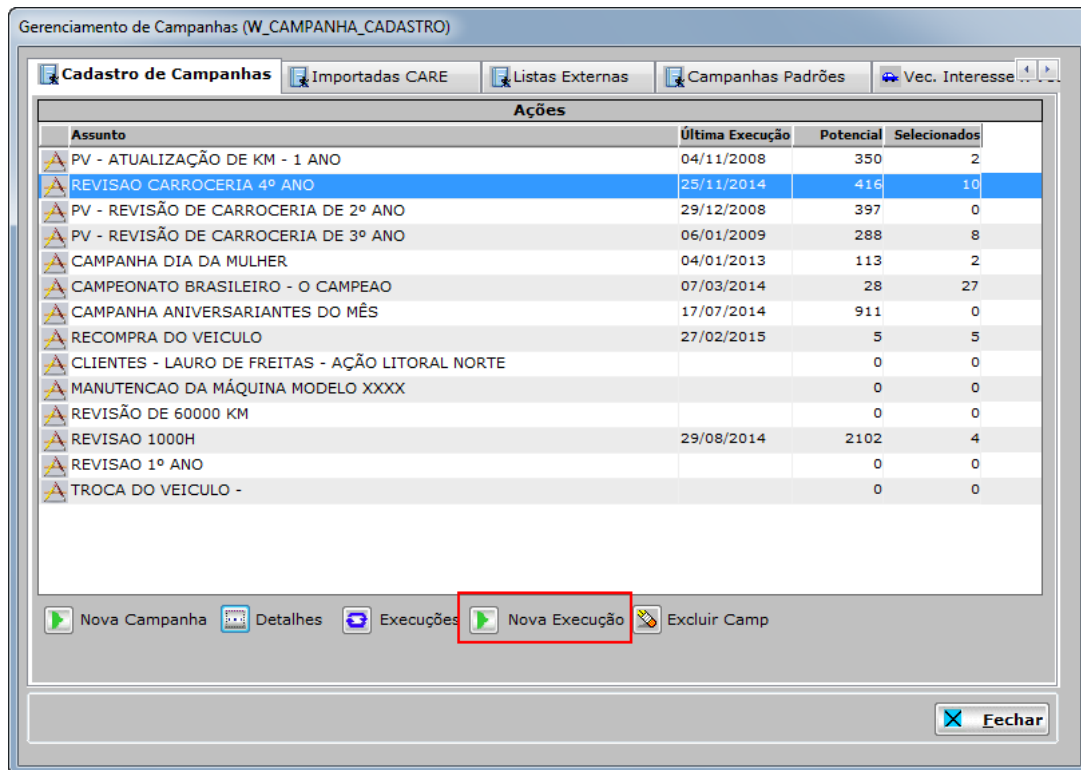 Gerenciamento de Campanhas (W_CAMPANHA_CADASTRO)
Cadastro de Campanhas Importadas CARE Listas Externas Campanhas Padrões Vec. Interesse
Ações
Assunto Última Execução Potencial Selecionados
PV - ATUALIZAÇÃO DE KM - 1 ANO 04/11/2008 350 2
REVISAO CARROCERIA 4º ANO 25/11/2014 416 10
PV - REVISÃO DE CARROCERIA DE 2º ANO 29/12/2008 397 0
PV - REVISÃO DE CARROCERIA DE 3º ANO 06/01/2009 288 8
CAMPANHA DIA DA MULHER 04/01/2013 113 2
CAMPEONATO BRASILEIRO - O CAMPEAO 07/03/2014 28 27
CAMPANHA ANIVERSARIANTES DO MÊS 17/07/2014 911 0
RECOMPRA DO VEICULO 27/02/2015 5 5
CLIENTES - LAURO DE FREITAS - AÇÃO LITORAL NORTE 0 0
MANUTENCAO DA MÁQUINA MODELO XXXX 0 0
REVISÃO DE 60000 KM 0 0
REVISAO 1000H 29/08/2014 2102 4
REVISAO 1º ANO 0 0
TROCA DO VEICULO - 0 0
Nova Campanha Detalhes Execuções Nova Execução Excluir Camp
Fechar